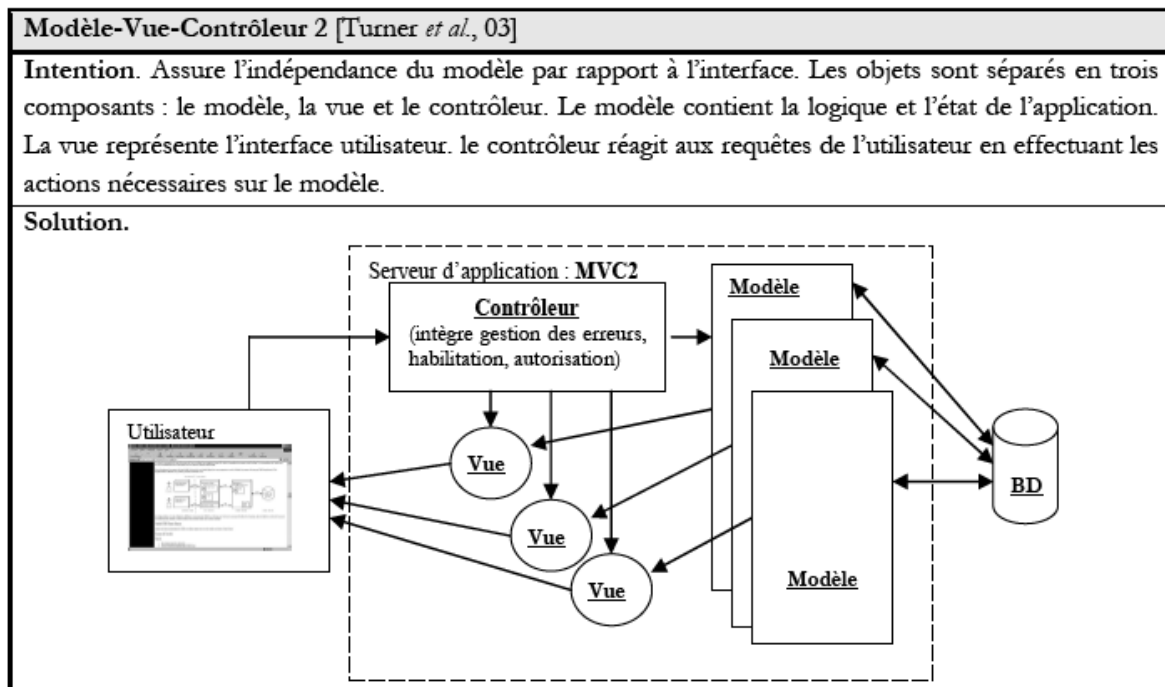 Modèle-Vue-Contrôleur 2 [Turner et al., 03]
Intention. Assure l'indépendance du modèle par rapport à l'interface. Les objets sont séparés en trois
composants : le modèle, la vue et le contrôleur. Le modèle contient la logique et l'état de l'application.
La vue représente l'interface utilisateur. le contrôleur réagit aux requêtes de l'utilisateur en effectuant les
actions nécessaires sur le modèle.
Solution.
Serveur d'application : MVC2
Contrôleur
(intègre gestion des erreurs,
habilitation, autorisation)
Modèle
Modèle
Modèle
Utilisateur
Vue
Vue
Vue
BD